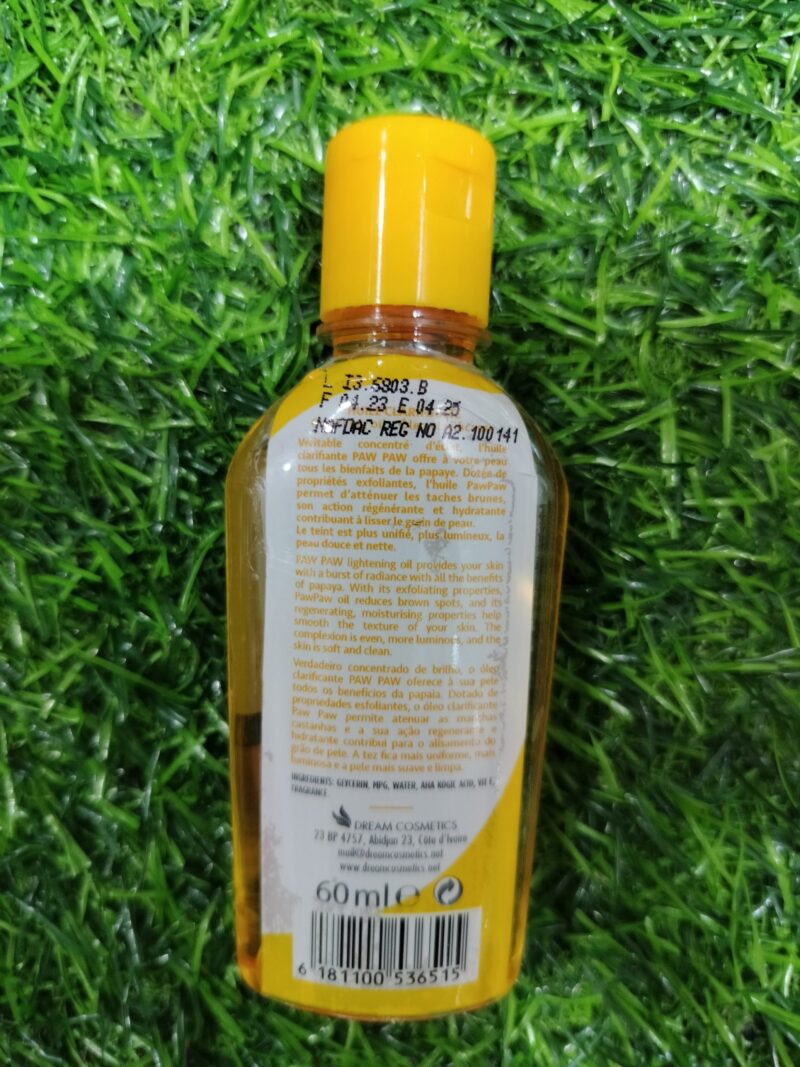 L I3.5803.B
F 04.23 E 04.25
NAFDAC REG NO A2.100141
Véritable concentré d'éclat, l'huile
clarifiante PAW PAW offre à votre peau
tous les bienfaits de la papaye. Dotée de
propriétés exfoliantes, l'huile PawPaw
permet d'atténuer les taches brunes,
son action régénérante et hydratante
contribuant à lisser le grain de peau.
Le teint est plus unifié, plus lumineux, la
peau douce et nette.
PAW PAW lightening oil provides your skin
with a burst of radiance with all the benefits
of papaya. With its exfoliating properties,
PawPaw oil reduces brown spots, and its
regenerating, moisturising properties help
smooth the texture of your skin. The
complexion is even, more luminous, and the
skin is soft and clean.
Verdadeiro concentrado de brilho, o óleo
clarificante PAW PAW oferece à sua pele
todos os benefícios da papaia. Dotado de
propriedades esfoliantes, o óleo clarificante
Paw Paw permite atenuar as manchas
castanhas e a sua ação regenerante e
hidratante contribui para o alisamento do
grão de pele. A tez fica mais uniforme, mais
luminosa e a pele mais suave e limpa.
INGREDIENTS: GLYCERIN, MPG, WATER, AHA KOGIC ACID, VIT E,
FRAGRANCE
DREAM COSMETICS
23 BP 4757, Abidjan 23, Côte d'Ivoire
mail@dreamcosmetics.net
www.dreamcosmetics.net
60 ml e
6 181100 536515